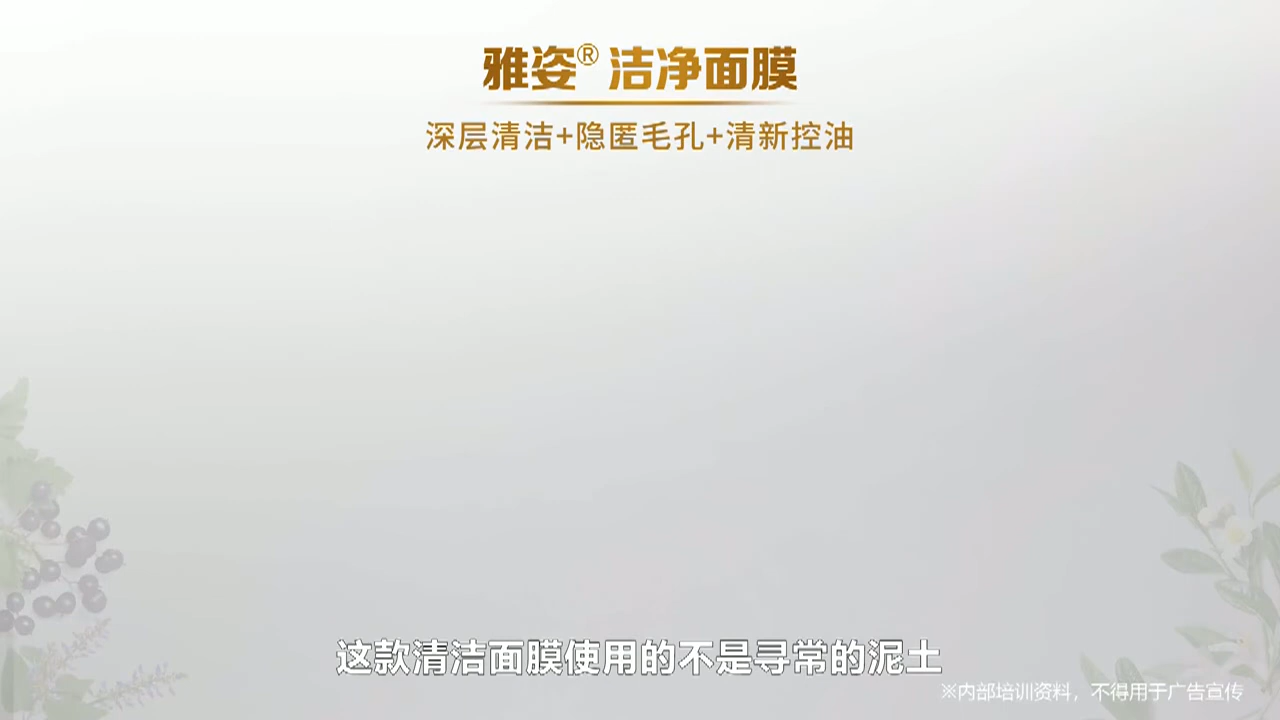 雅姿® 洁净面膜
深层清洁+隐匿毛孔+清新控油
这款清洁面膜使用的不是寻常的泥土
※内部培训资料，不得用于广告宣传